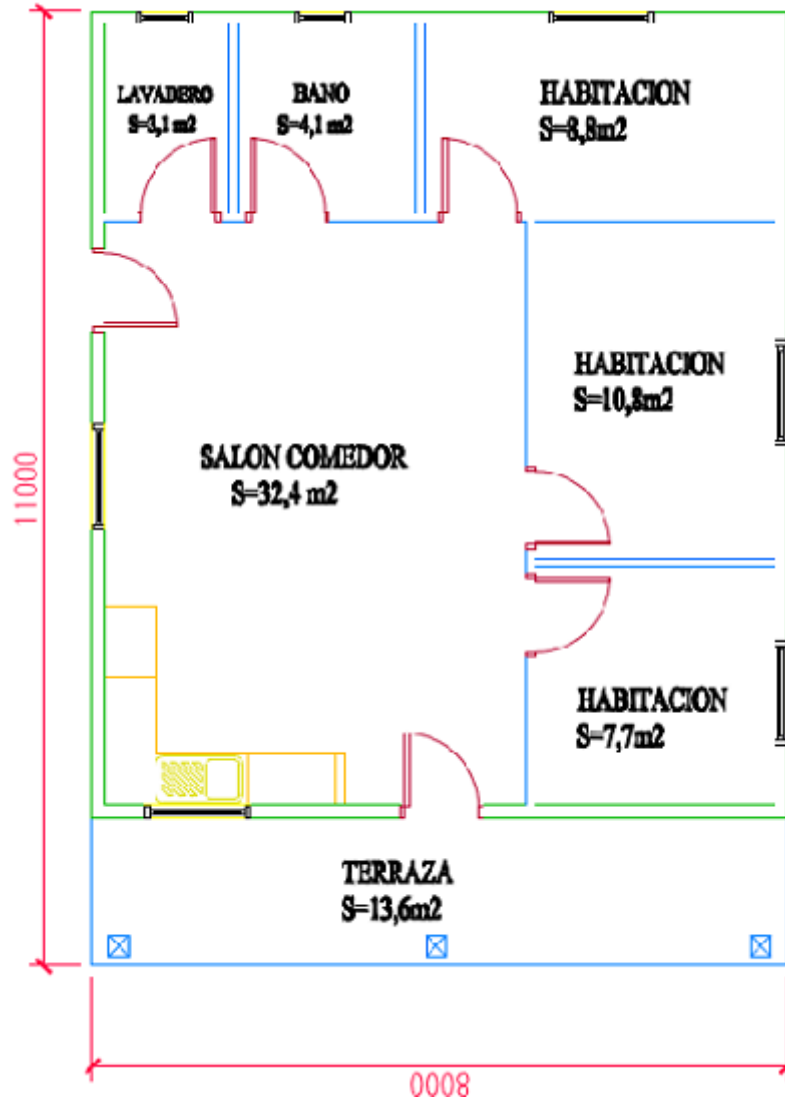 LAVADERO
S=3,1 m2
BANO
S=4,1 m2
HABITACION
S=8,8m2
HABITACION
S=10,8m2
SALON COMEDOR
S=32,4 m2
11000
HABITACION
S=7,7m2
TERRAZA
S=13,6m2
8000